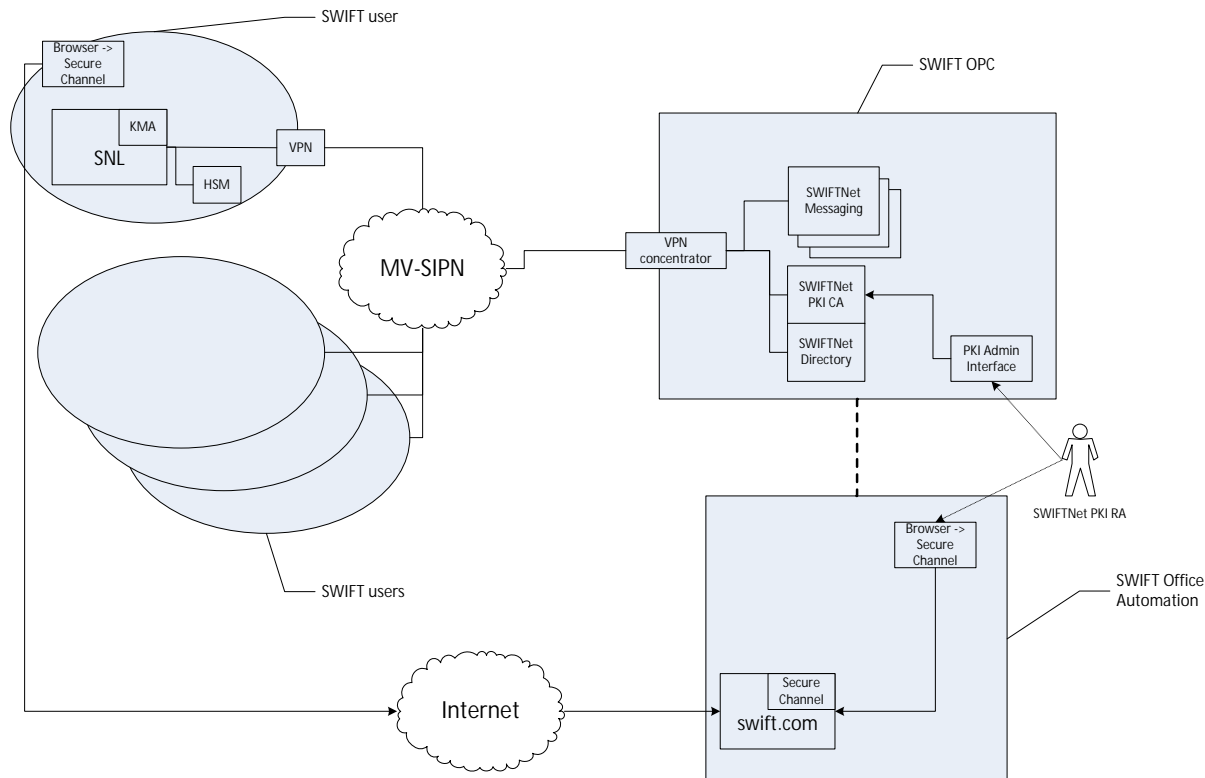 SWIFT user
Browser ->
Secure
Channel
KMA
SNL
HSM
VPN
MV-SIPN
SWIFT OPC
SWIFTNet
Messaging
VPN
concentrator
SWIFTNet
PKI CA
SWIFTNet
Directory
PKI Admin
Interface
SWIFTNet PKI RA
SWIFT users
Browser ->
Secure
Channel
SWIFT Office
Automation
Internet
Secure
Channel
swift.com